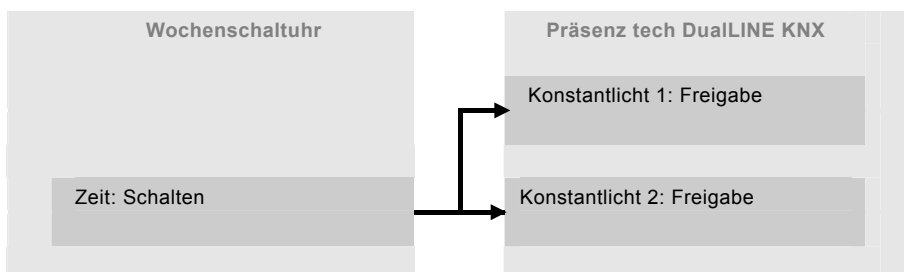 Wochenschaltuhr
Präsenz tech DualLINE KNX
Konstantlicht 1: Freigabe
Zeit: Schalten
Konstantlicht 2: Freigabe